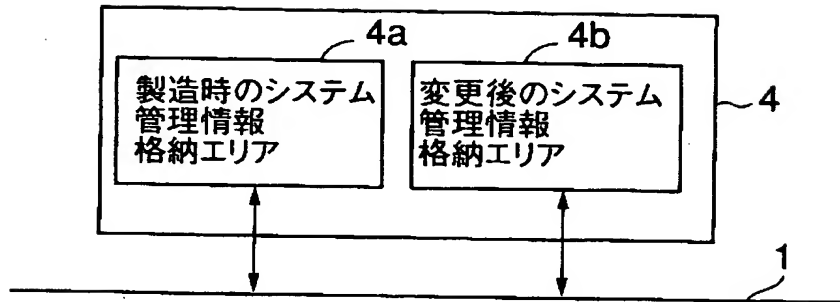 4a
4b
製造時のシステム
管理情報
格納エリア
変更後のシステム
管理情報
格納エリア
4
1